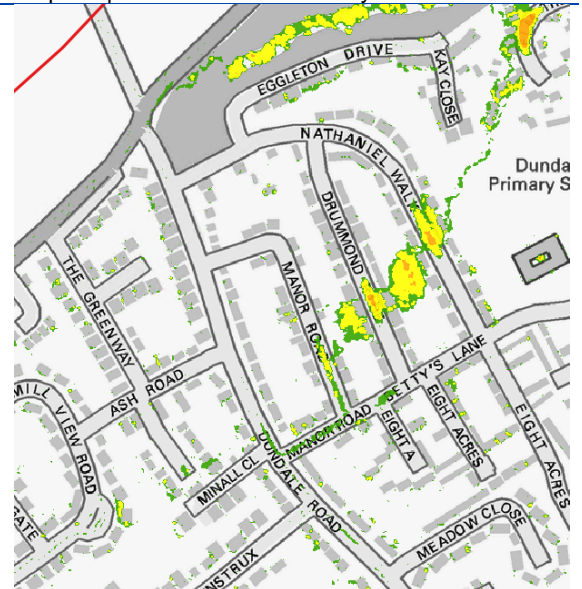 EGGLETON DRIVE
KAY CLOSE
NATHANIEL WALK
Dunda
Primary S
DRUMMOND
THE GREENWAY
MANOR ROAD
ASH ROAD
MILL VIEW ROAD
BETTY'S LANE
MANOR ROAD
EIGHT A
EIGHT ACRES
EIGHT ACRES
MINALL CL
DUNDALE ROAD
GATE
MEADOW CLOSE
NSTRUX